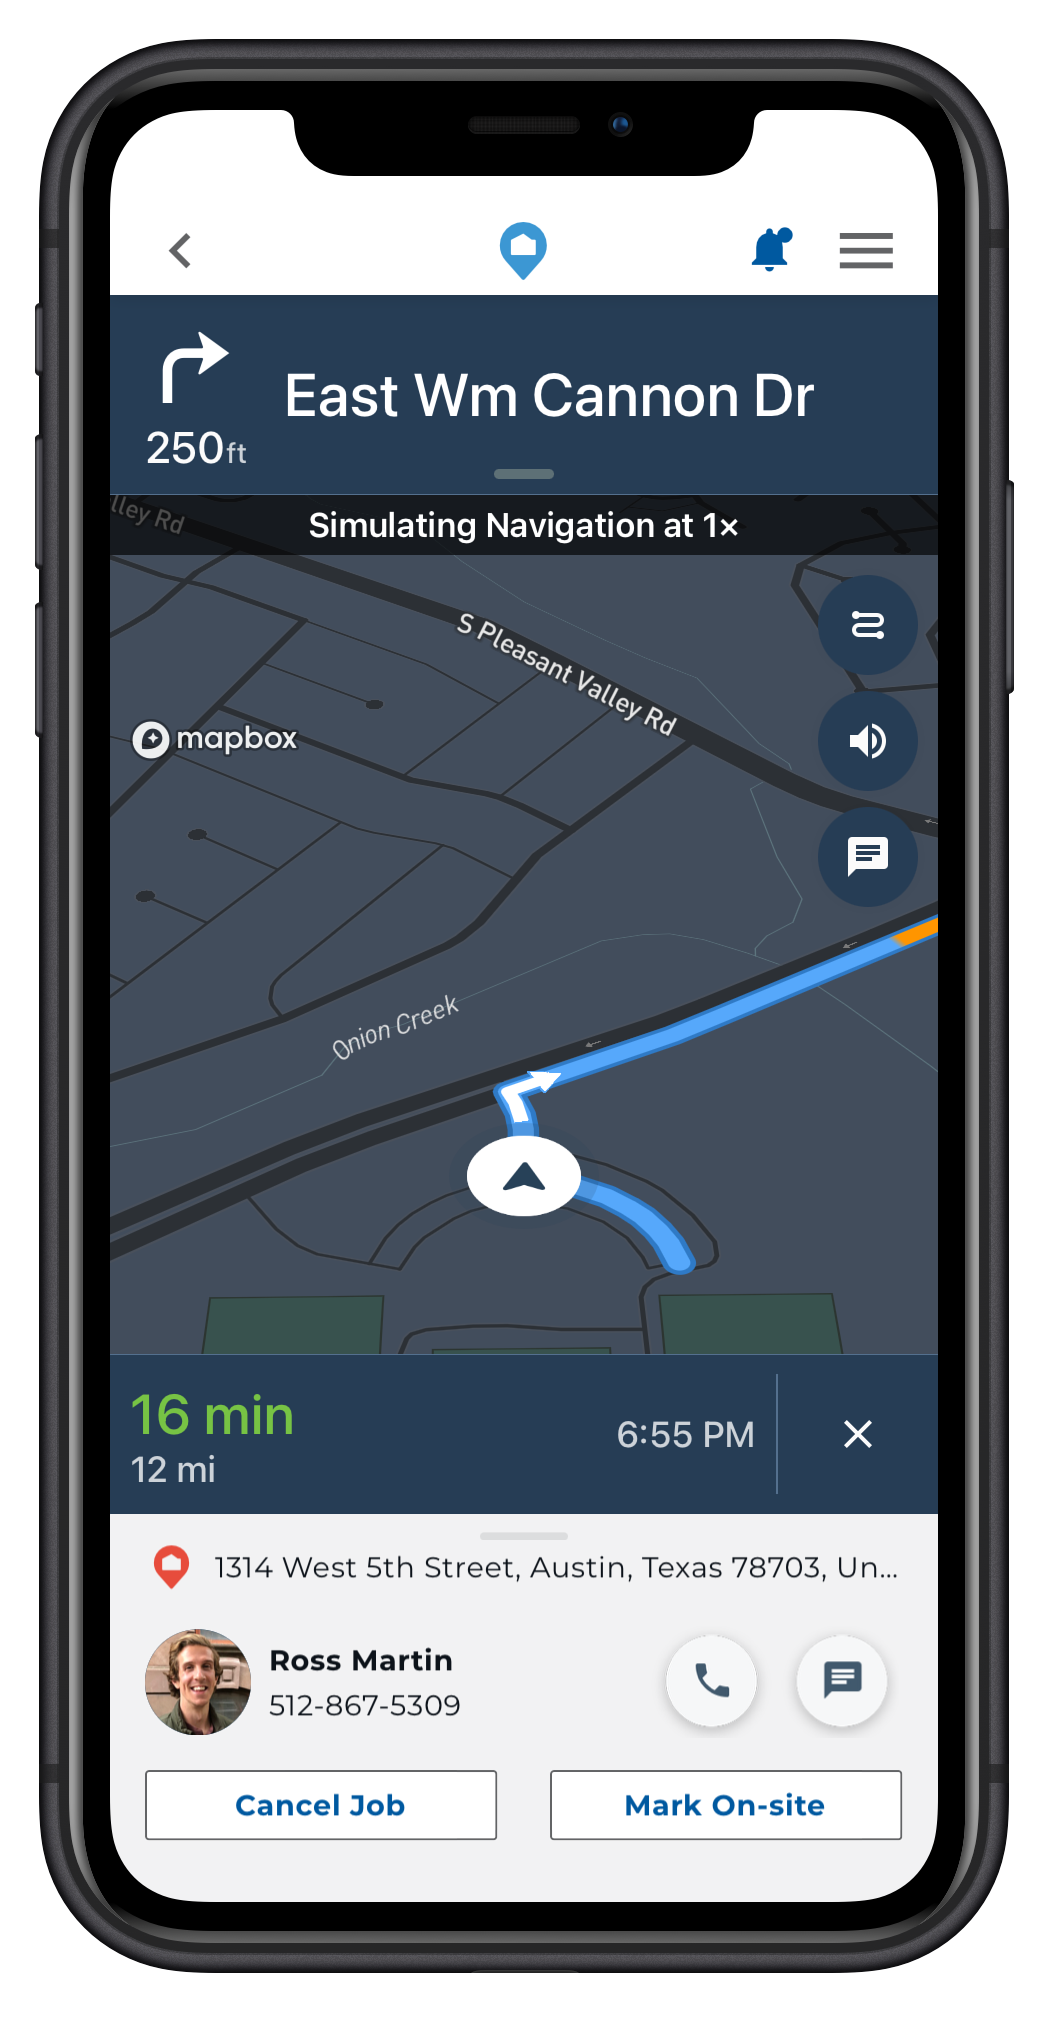 East Wm Cannon Dr
250 ft
lley Rd
Simulating Navigation at 1×
S Pleasant Valley Rd
mapbox
Onion Creek
16 min
12 mi
6:55 PM
1314 West 5th Street, Austin, Texas 78703, Un...
Ross Martin
512-867-5309
Cancel Job
Mark On-site